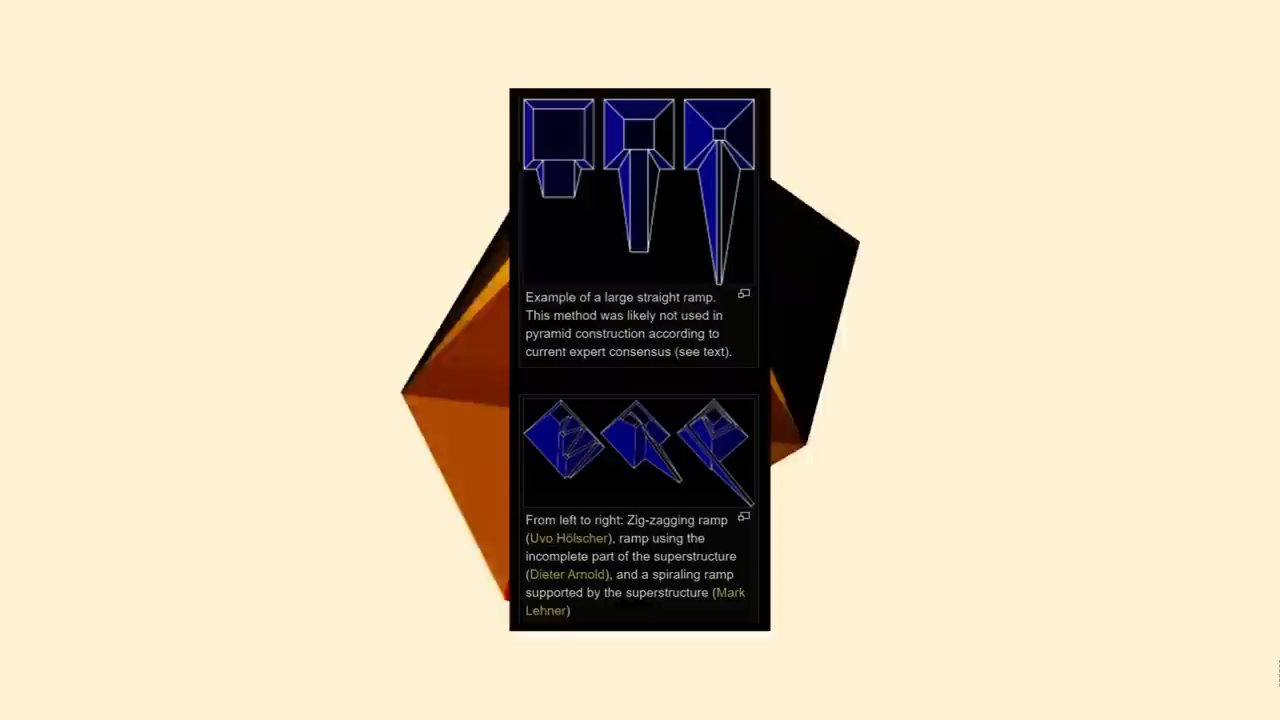 Example of a large straight ramp.
This method was likely not used in
pyramid construction according to
current expert consensus (see text).
From left to right: Zig-zagging ramp
(Uvo Hölscher), ramp using the
incomplete part of the superstructure
(Dieter Arnold), and a spiraling ramp
supported by the superstructure (Mark
Lehner)